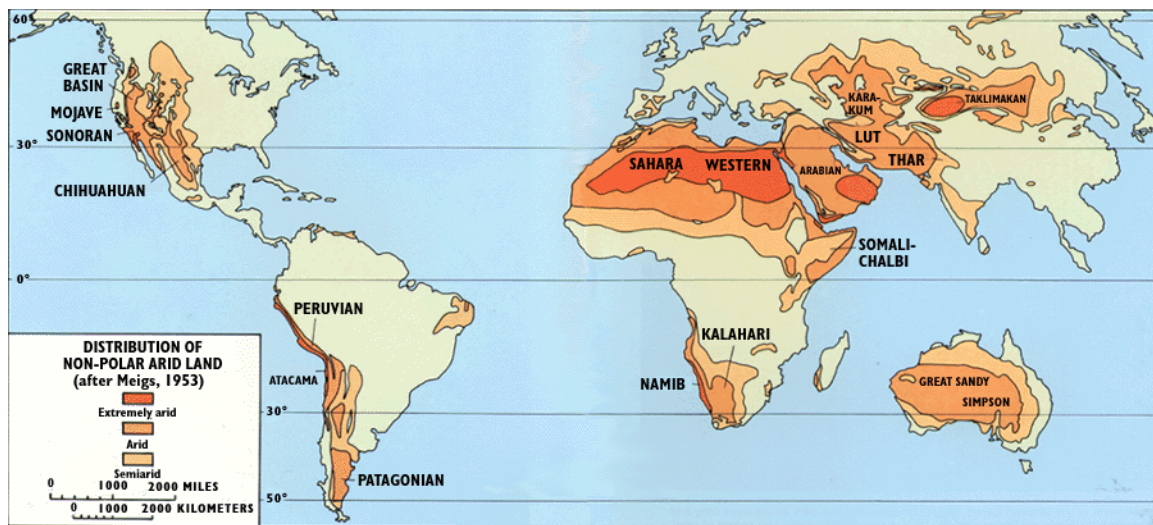 60°
GREAT
BASIN
MOJAVE
SONORAN
30°
CHIHUAHUAN
KARA-
KUM
TAKLIMAKAN
LUT
THAR
SAHARA
WESTERN
ARABIAN
SOMALI-
CHALBI
0°
PERUVIAN
ATACAMA
KALAHARI
NAMIB
GREAT SANDY
SIMPSON
30°
PATAGONIAN
50°
DISTRIBUTION OF
NON-POLAR ARID LAND
(after Meigs, 1953)
Extremely arid
Arid
Semiarid
0 1000 2000 MILES
0 1000 2000 KILOMETERS